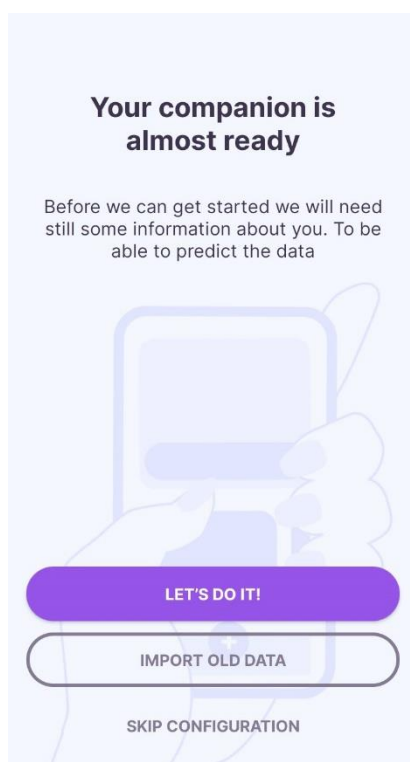 Your companion is
almost ready
Before we can get started we will need
still some information about you. To be
able to predict the data
LET'S DO IT!
IMPORT OLD DATA
SKIP CONFIGURATION